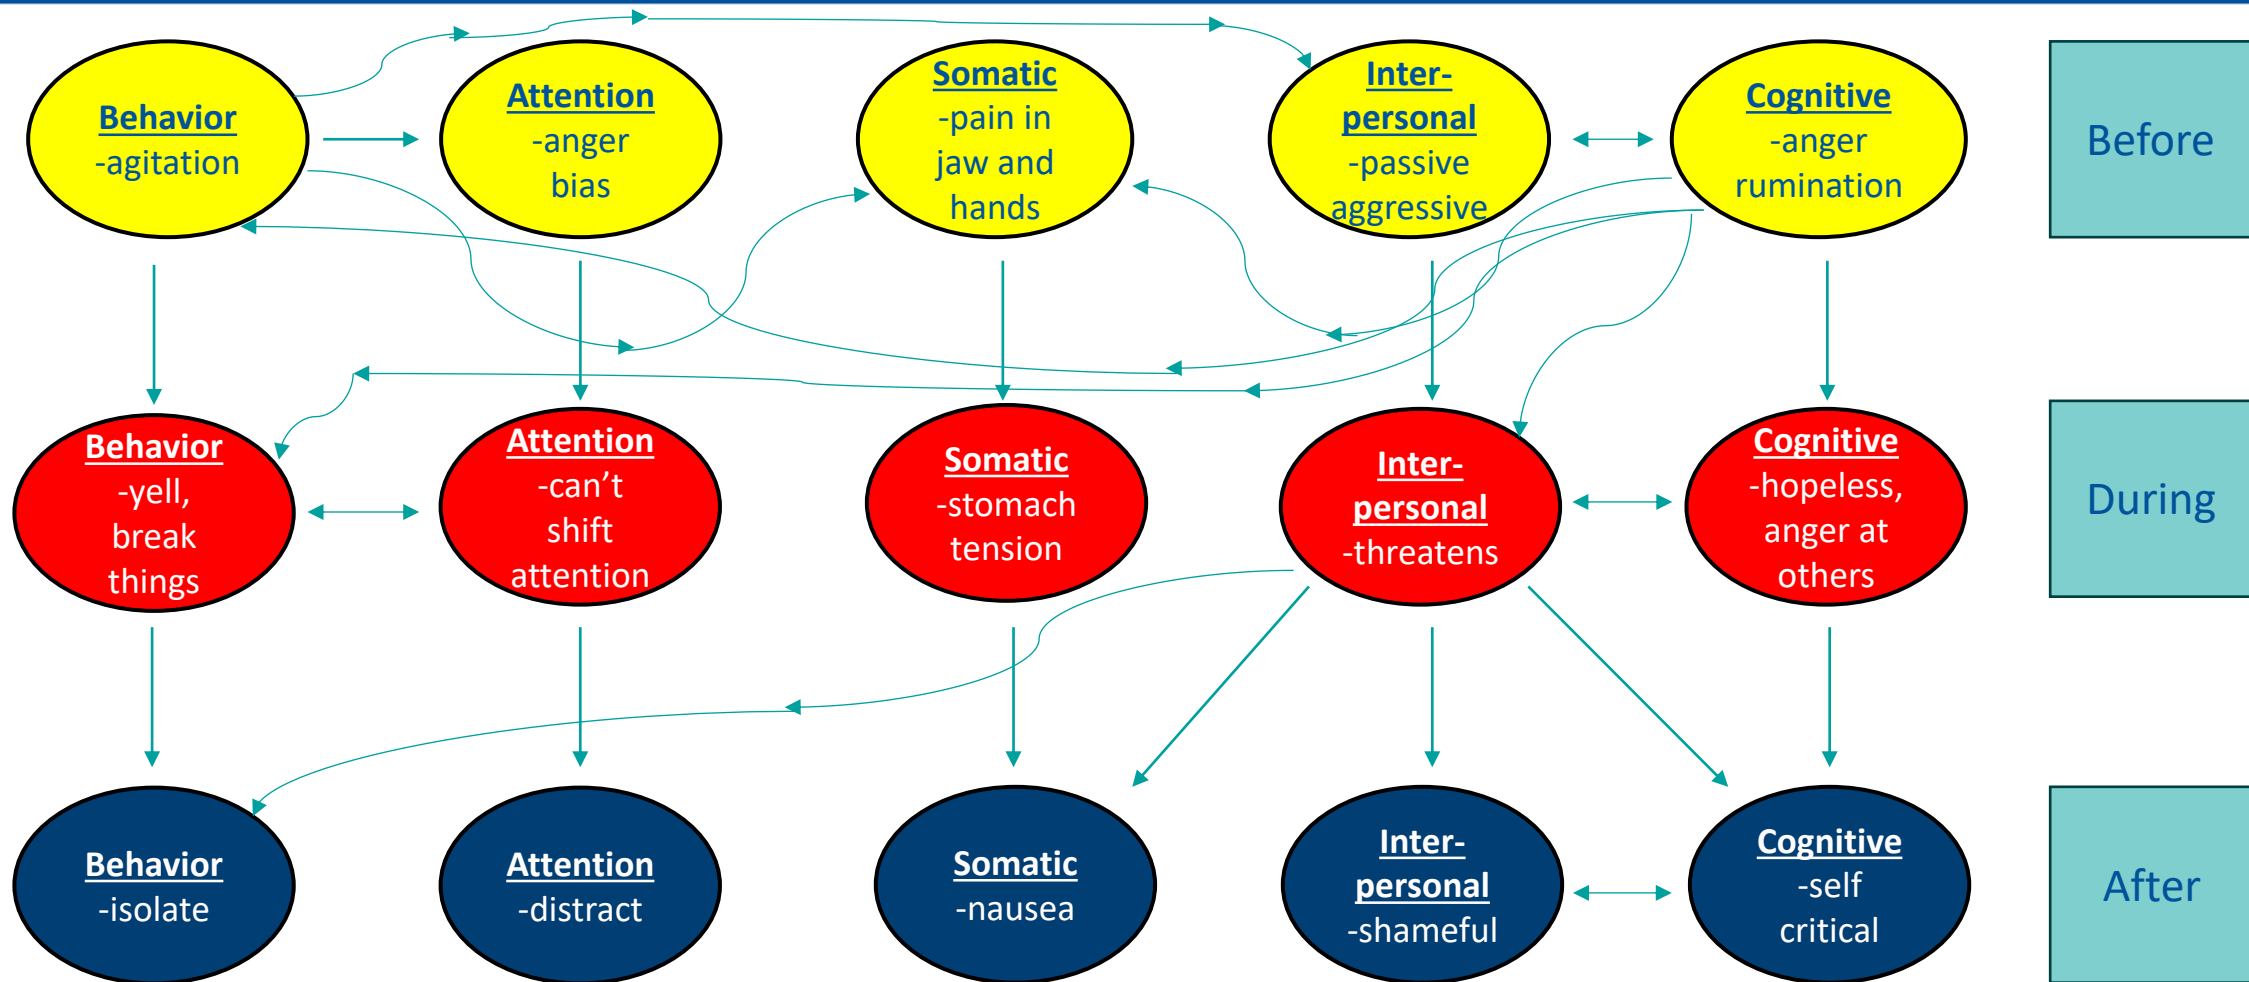 Behavior
-agitation
Attention
-anger
bias
Somatic
-pain in
jaw and
hands
Inter-
personal
-passive
aggressive
Cognitive
-anger
rumination
Before
Behavior
-yell,
break
things
Attention
-can’t
shift
attention
Somatic
-stomach
tension
Inter-
personal
-threatens
Cognitive
-hopeless,
anger at
others
During
Behavior
-isolate
Attention
-distract
Somatic
-nausea
Inter-
personal
-shameful
Cognitive
-self
critical
After